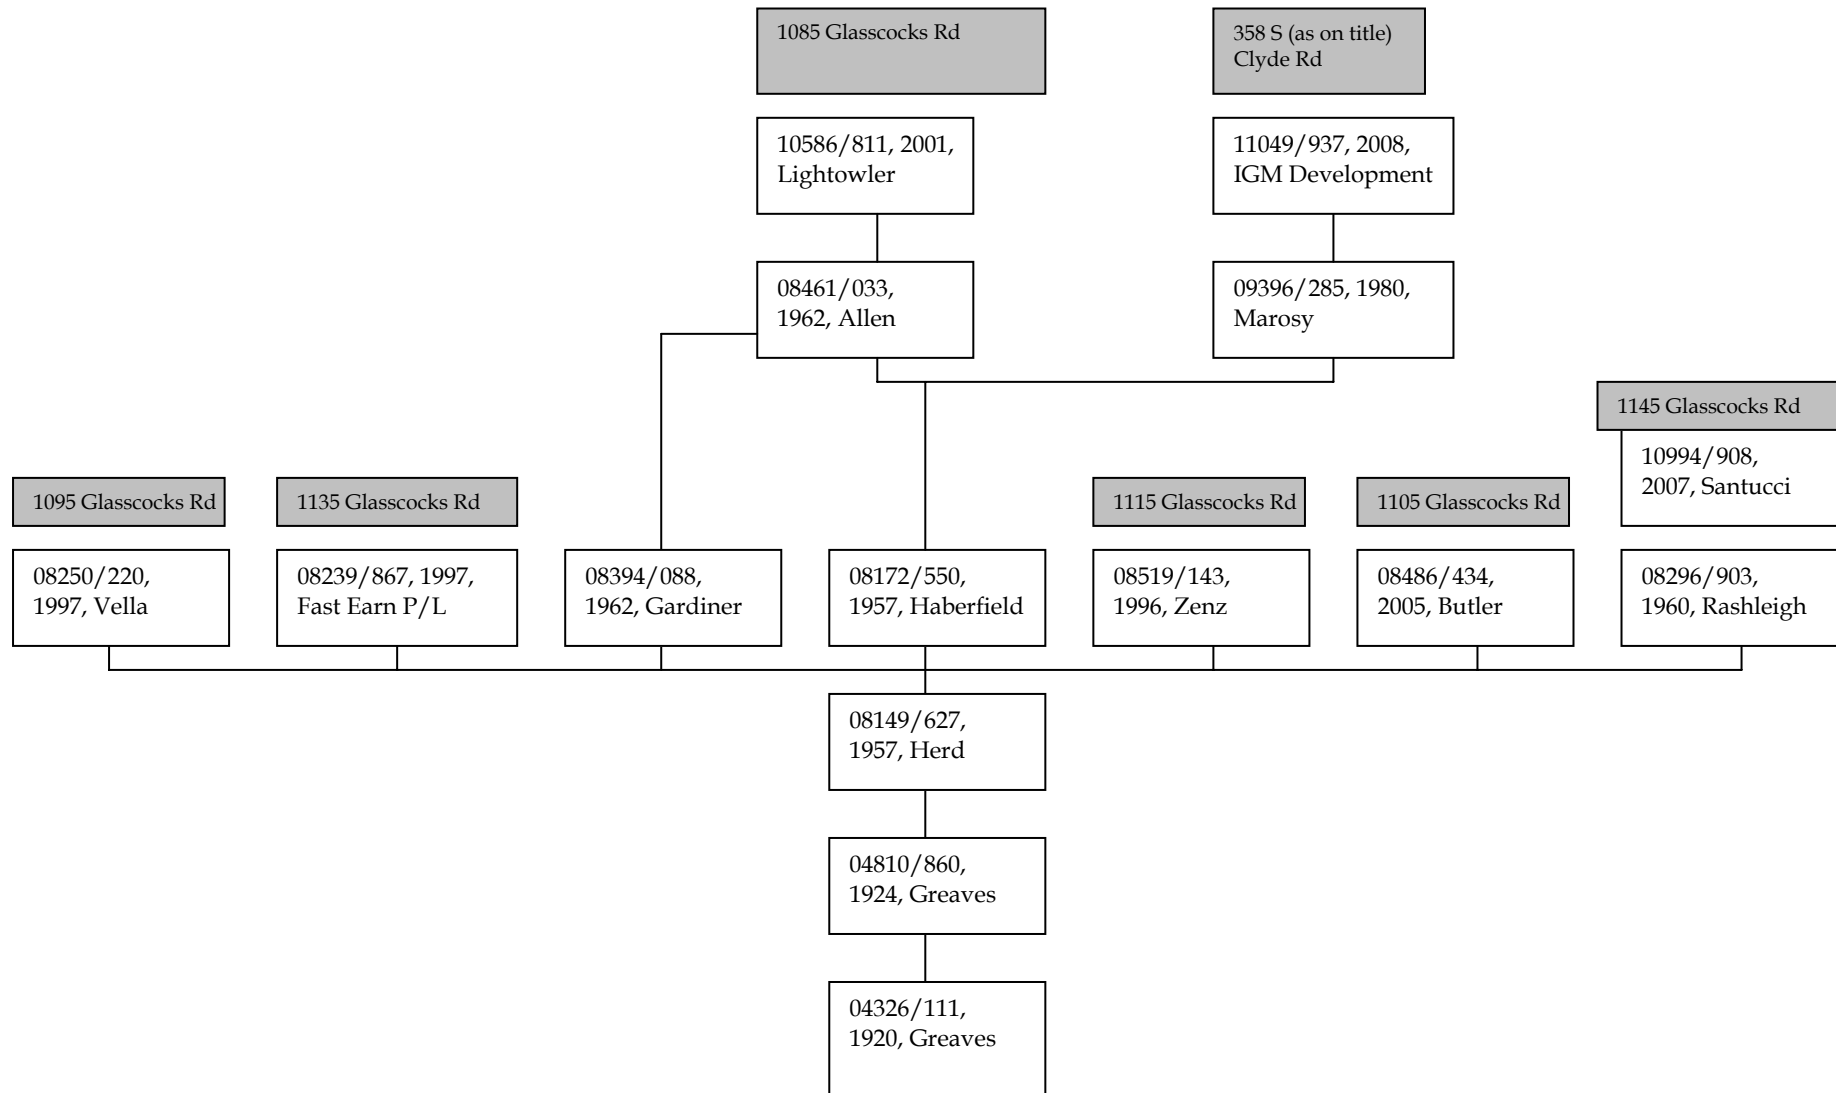 1085 Glasscocks Rd
358 S (as on title)
Clyde Rd
10586/811, 2001,
Lightowler
11049/937, 2008,
IGM Development
08461/033,
1962, Allen
09396/285, 1980,
Marosy
1145 Glasscocks Rd
10994/908,
2007, Santucci
1095 Glasscocks Rd
1135 Glasscocks Rd
1115 Glasscocks Rd
1105 Glasscocks Rd
08250/220,
1997, Vella
08239/867, 1997,
Fast Earn P/L
08394/088,
1962, Gardiner
08172/550,
1957, Haberfield
08519/143,
1996, Zenz
08486/434,
2005, Butler
08296/903,
1960, Rashleigh
08149/627,
1957, Herd
04810/860,
1924, Greaves
04326/111,
1920, Greaves